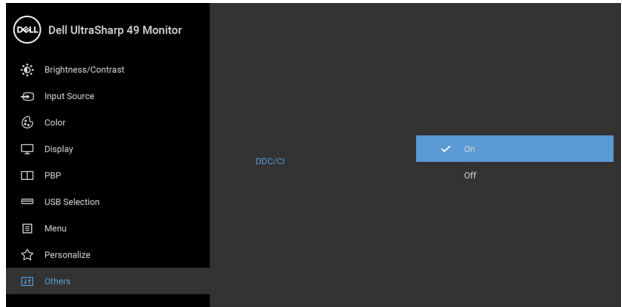 DELL Dell UltraSharp 49 Monitor
Brightness/Contrast
Input Source
Color
Display
PBP
USB Selection
Menu
Personalize
Others
DDC/CI
On
Off